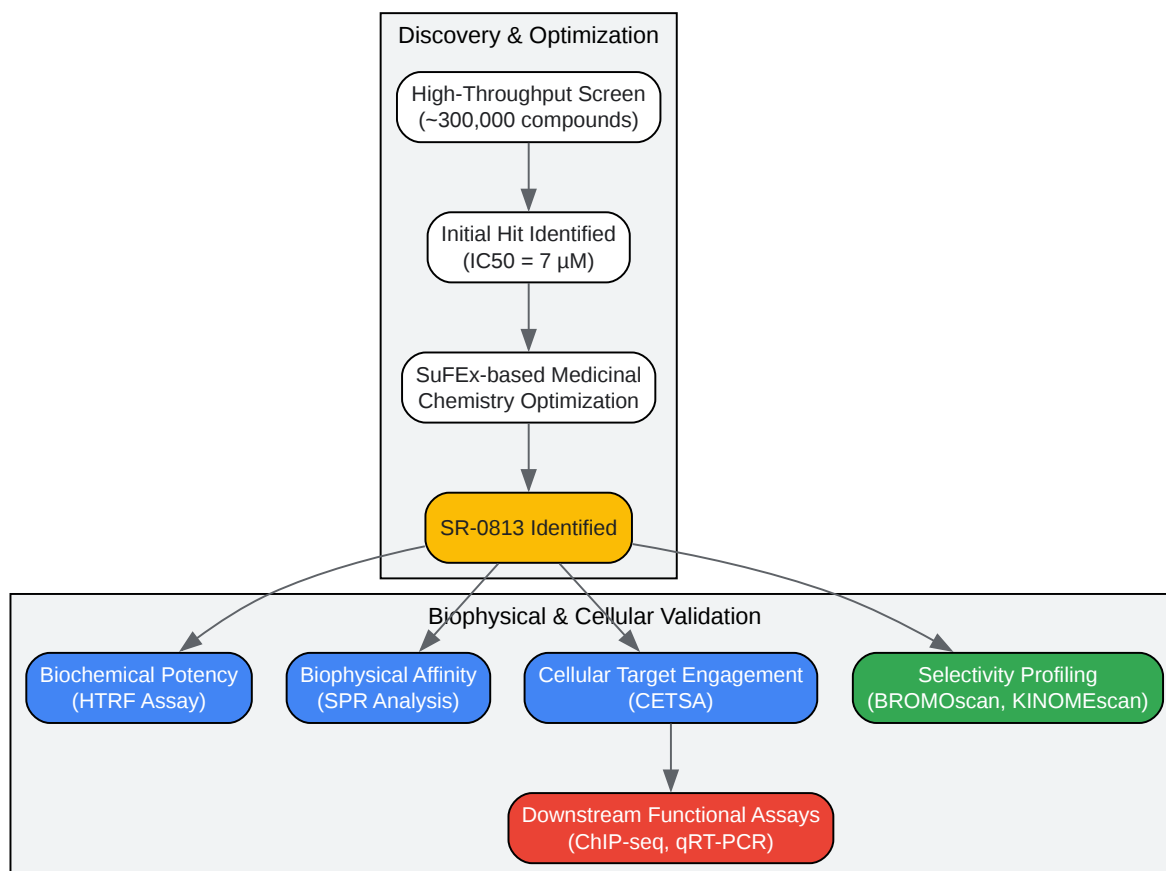 Discovery & Optimization
High-Throughput Screen
(~300,000 compounds)
Initial Hit Identified
(IC50 = 7 µM)
SuFEx-based Medicinal
Chemistry Optimization
SR-0813 Identified
Biophysical & Cellular Validation
Biochemical Potency
(HTRF Assay)
Biophysical Affinity
(SPR Analysis)
Cellular Target Engagement
(CETSA)
Selectivity Profiling
(BROMOscan, KINOMEscan)
Downstream Functional Assays
(ChIP-seq, qRT-PCR)